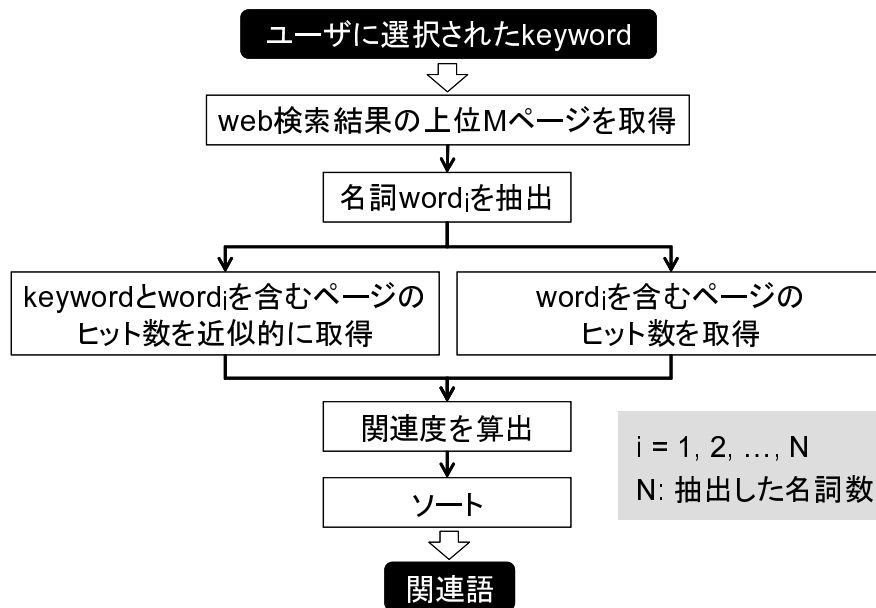 ユーザに選択されたkeyword
web検索結果の上位Mページを取得
名詞wordiを抽出
keywordとwordiを含むページの
ヒット数を近似的に取得
wordiを含むページの
ヒット数を取得
関連度を算出
i = 1, 2, …, N
N: 抽出した名詞数
ソート
関連語